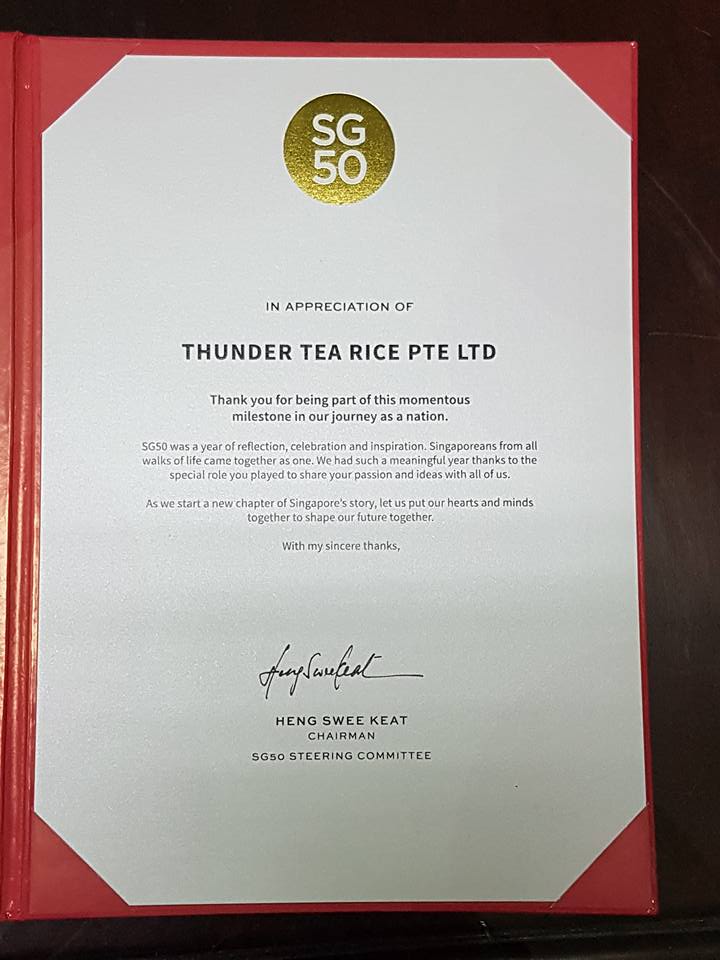 SG
50
IN APPRECIATION OF
THUNDER TEA RICE PTE LTD
Thank you for being part of this momentous
milestone in our journey as a nation.
SG50 was a year of reflection, celebration and inspiration. Singaporeans from all
walks of life came together as one. We had such a meaningful year thanks to the
special role you played to share your passion and ideas with all of us.
As we start a new chapter of Singapore's story, let us put our hearts and minds
together to shape our future together.
With my sincere thanks,
Heng Swee Keat
HENG SWEE KEAT
CHAIRMAN
SG50 STEERING COMMITTEE